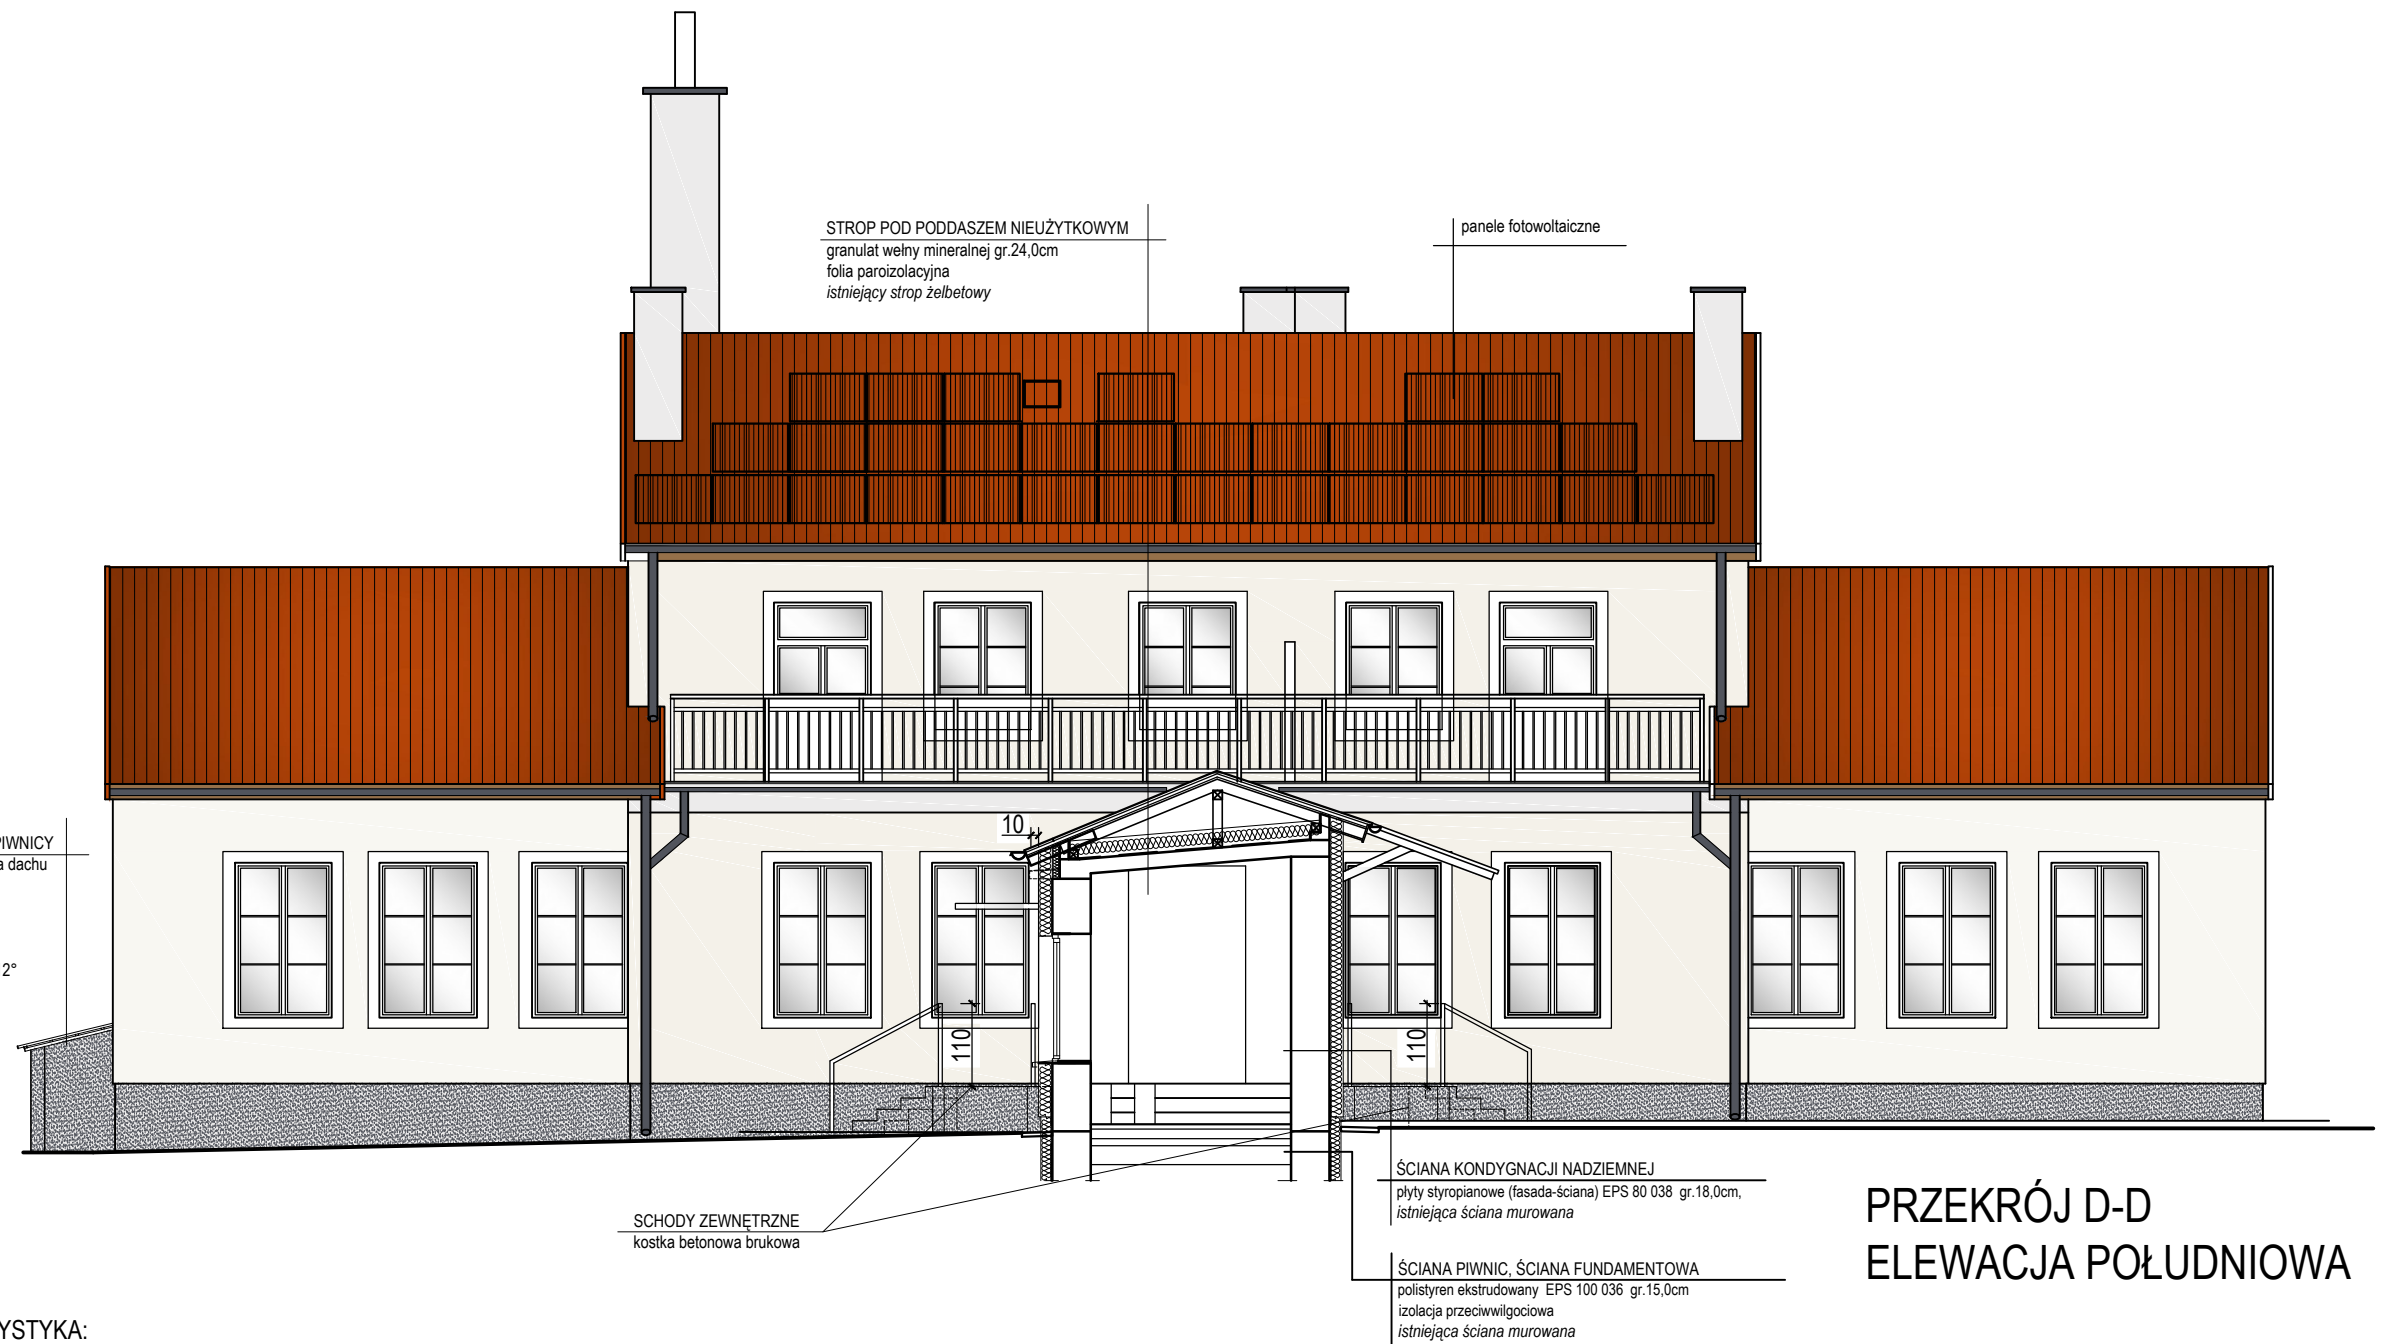 STROP POD PODDASZEM NIEUŻYTKOWYM
granulat wełny mineralnej gr.24,0cm
folia paroizolacyjna
istniejący strop żelbetowy
panele fotowoltaiczne
10
PIWNICY
a dachu
2°
110
110
ŚCIANA KONDYGNACJI NADZIEMNEJ
płyty styropianowe (fasada-ściana) EPS 80 038 gr.18,0cm,
istniejąca ściana murowana
SCHODY ZEWNĘTRZNE
kostka betonowa brukowa
PRZEKRÓJ D-D
ELEWACJA POŁUDNIOWA
ŚCIANA PIWNIC, ŚCIANA FUNDAMENTOWA
polistyren ekstrudowany EPS 100 036 gr.15,0cm
izolacja przeciwwilgociowa
istniejąca ściana murowana
YSTYKA: